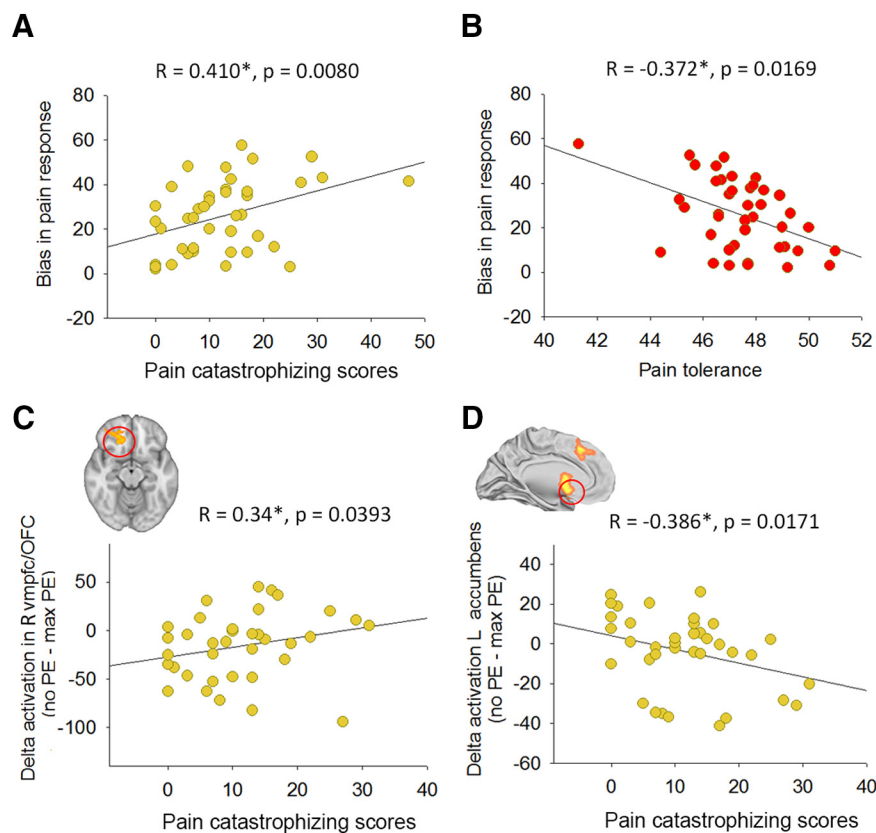 A
R = 0.410*, p = 0.0080
Bias in pain response
80
60
40
20
0
-20
0 10 20 30 40 50
Pain catastrophizing scores
B
R = -0.372*, p = 0.0169
Bias in pain response
80
60
40
20
0
-20
40 42 44 46 48 50 52
Pain tolerance
C
R = 0.34*, p = 0.0393
Delta activation in R vmpfc/OFC
(no PE - max PE)
50
0
-50
-100
0 10 20 30 40
Pain catastrophizing scores
D
R = -0.386*, p = 0.0171
Delta activation L accumbens
(no PE - max PE)
40
20
0
-20
-40
-60
0 10 20 30 40
Pain catastrophizing scores